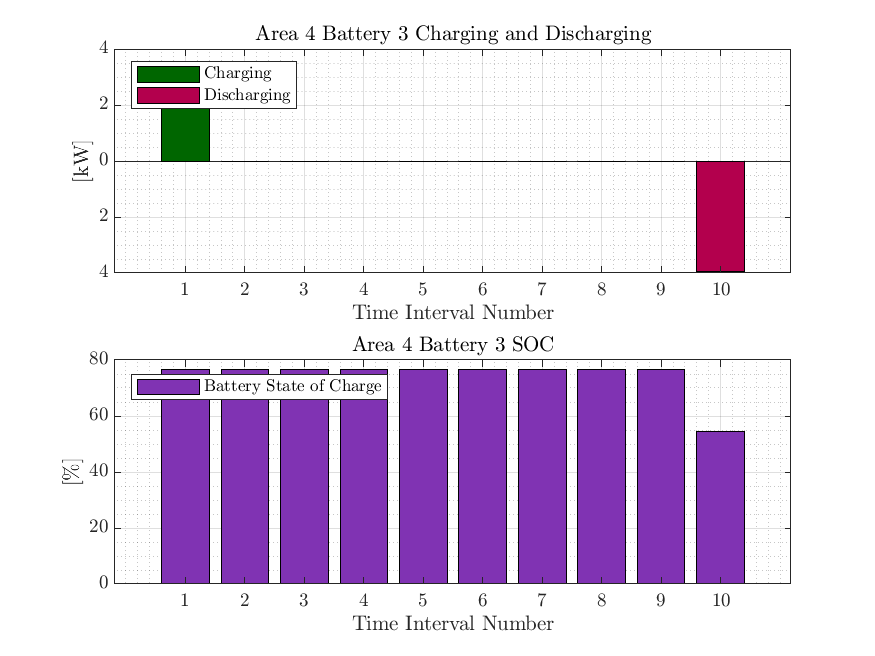 Area 4 Battery 3 Charging and Discharging
4
2
0
2
4
[kW]
Charging
Discharging
1 2 3 4 5 6 7 8 9 10
Time Interval Number
Area 4 Battery 3 SOC
80
60
40
20
0
[%]
Battery State of Charge
1 2 3 4 5 6 7 8 9 10
Time Interval Number